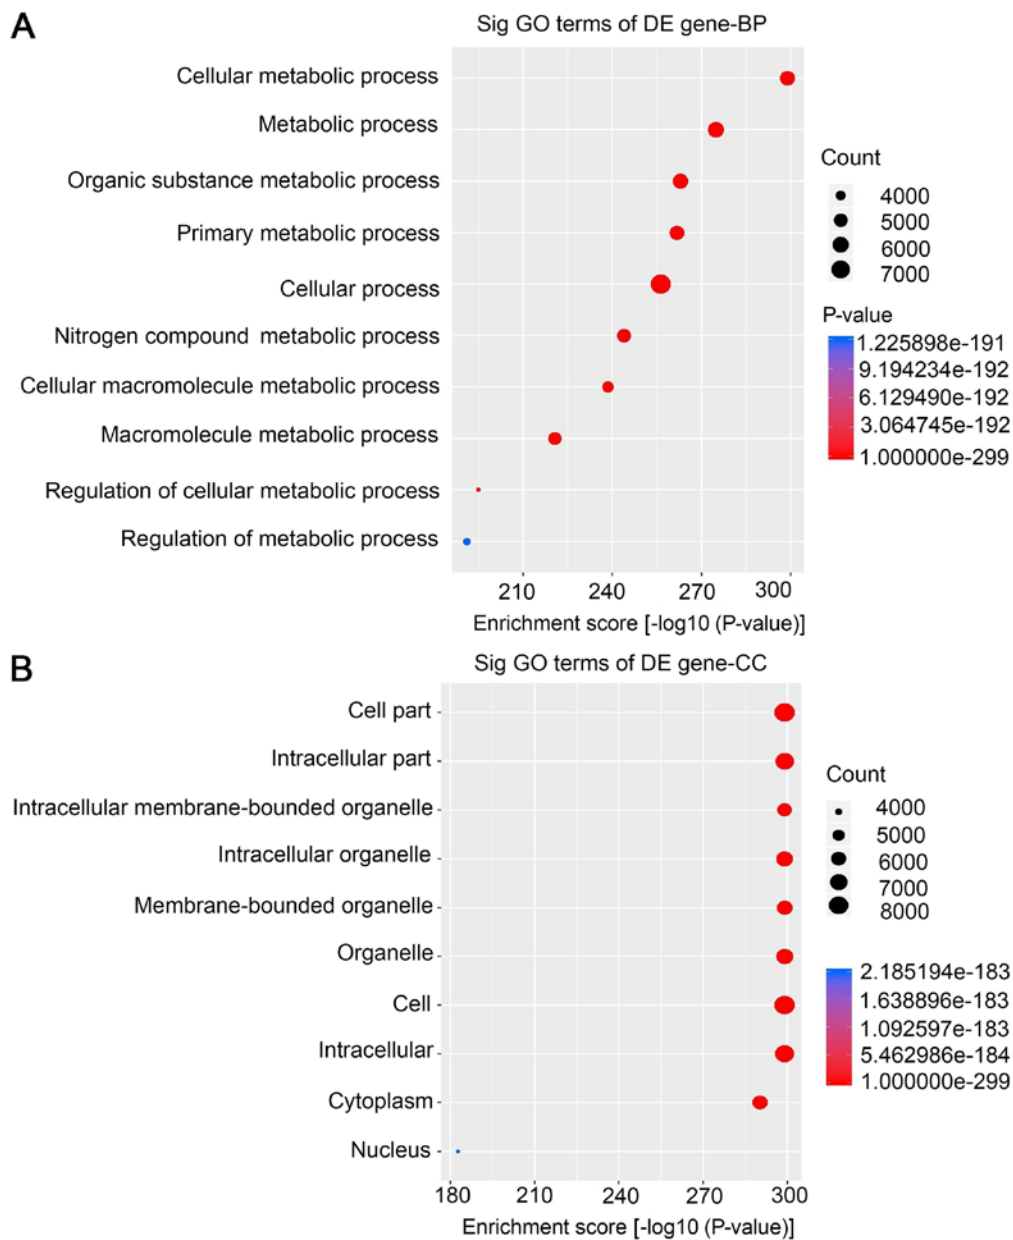 A
Sig GO terms of DE gene-BP
Cellular metabolic process
Metabolic process
Organic substance metabolic process
Primary metabolic process
Cellular process
Nitrogen compound metabolic process
Cellular macromolecule metabolic process
Macromolecule metabolic process
Regulation of cellular metabolic process
Regulation of metabolic process
210 240 270 300
Enrichment score [-log10 (P-value)]
Count
4000
5000
6000
7000
P-value
1.225898e-191
9.194234e-192
6.129490e-192
3.064745e-192
1.000000e-299
B
Sig GO terms of DE gene-CC
Cell part
Intracellular part
Intracellular membrane-bounded organelle
Intracellular organelle
Membrane-bounded organelle
Organelle
Cell
Intracellular
Cytoplasm
Nucleus
180 210 240 270 300
Enrichment score [-log10 (P-value)]
Count
4000
5000
6000
7000
8000
2.185194e-183
1.638896e-183
1.092597e-183
5.462986e-184
1.000000e-299